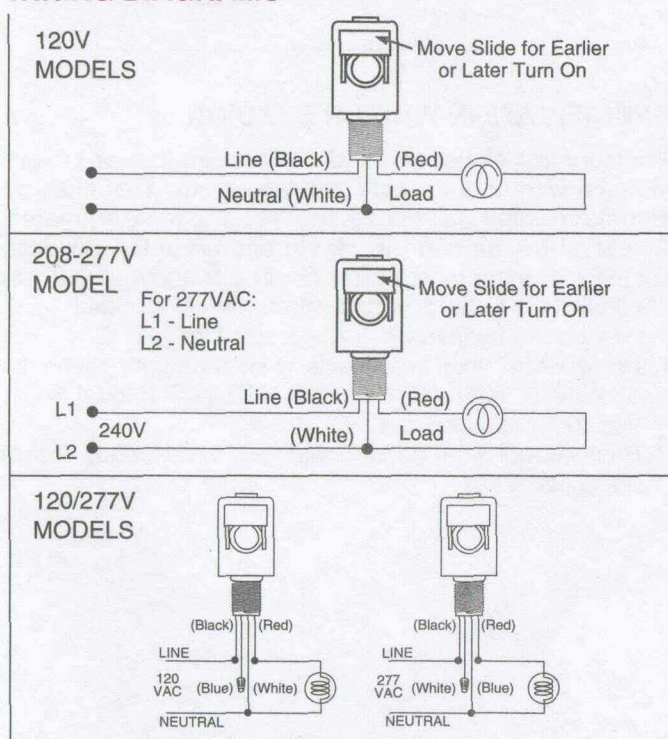 120V
MODELS
Move Slide for Earlier
or Later Turn On
Line (Black) (Red)
Neutral (White) Load
208-277V
MODEL
For 277VAC:
L1 - Line
L2 - Neutral
Move Slide for Earlier
or Later Turn On
L1 Line (Black) (Red)
240V (White) Load
L2
120/277V
MODELS
(Black) (Red)
LINE
120
VAC (Blue) (White)
NEUTRAL
(Black) (Red)
LINE
277
VAC (White) (Blue)
NEUTRAL